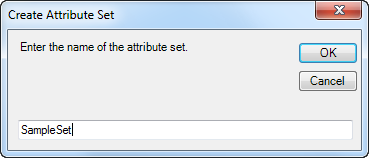 Create Attribute Set
Enter the name of the attribute set.
OK
Cancel
SampleSet